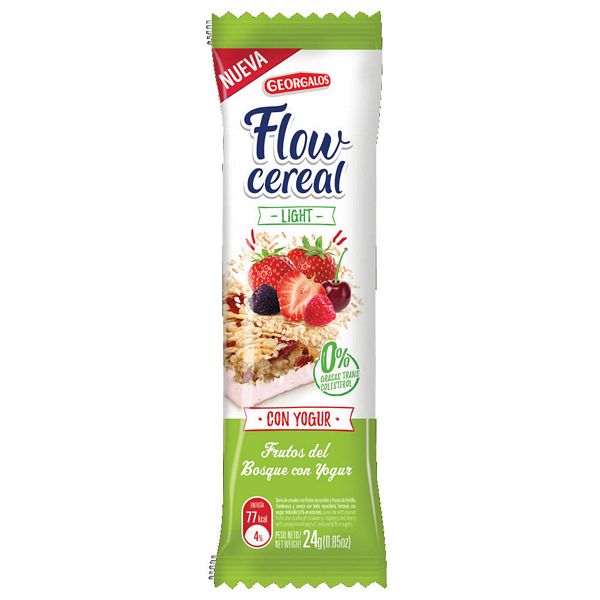 NUEVA
GEORGALOS
Flow
cereal
- LIGHT -
0%
GRASAS TRANS
COLESTEROL
• CON YOGUR •
Frutos del
Bosque con Yogur
ENERGÍA
77 kcal
4%
PESO NETO/
NET WEIGHT 24g(0.85oz)